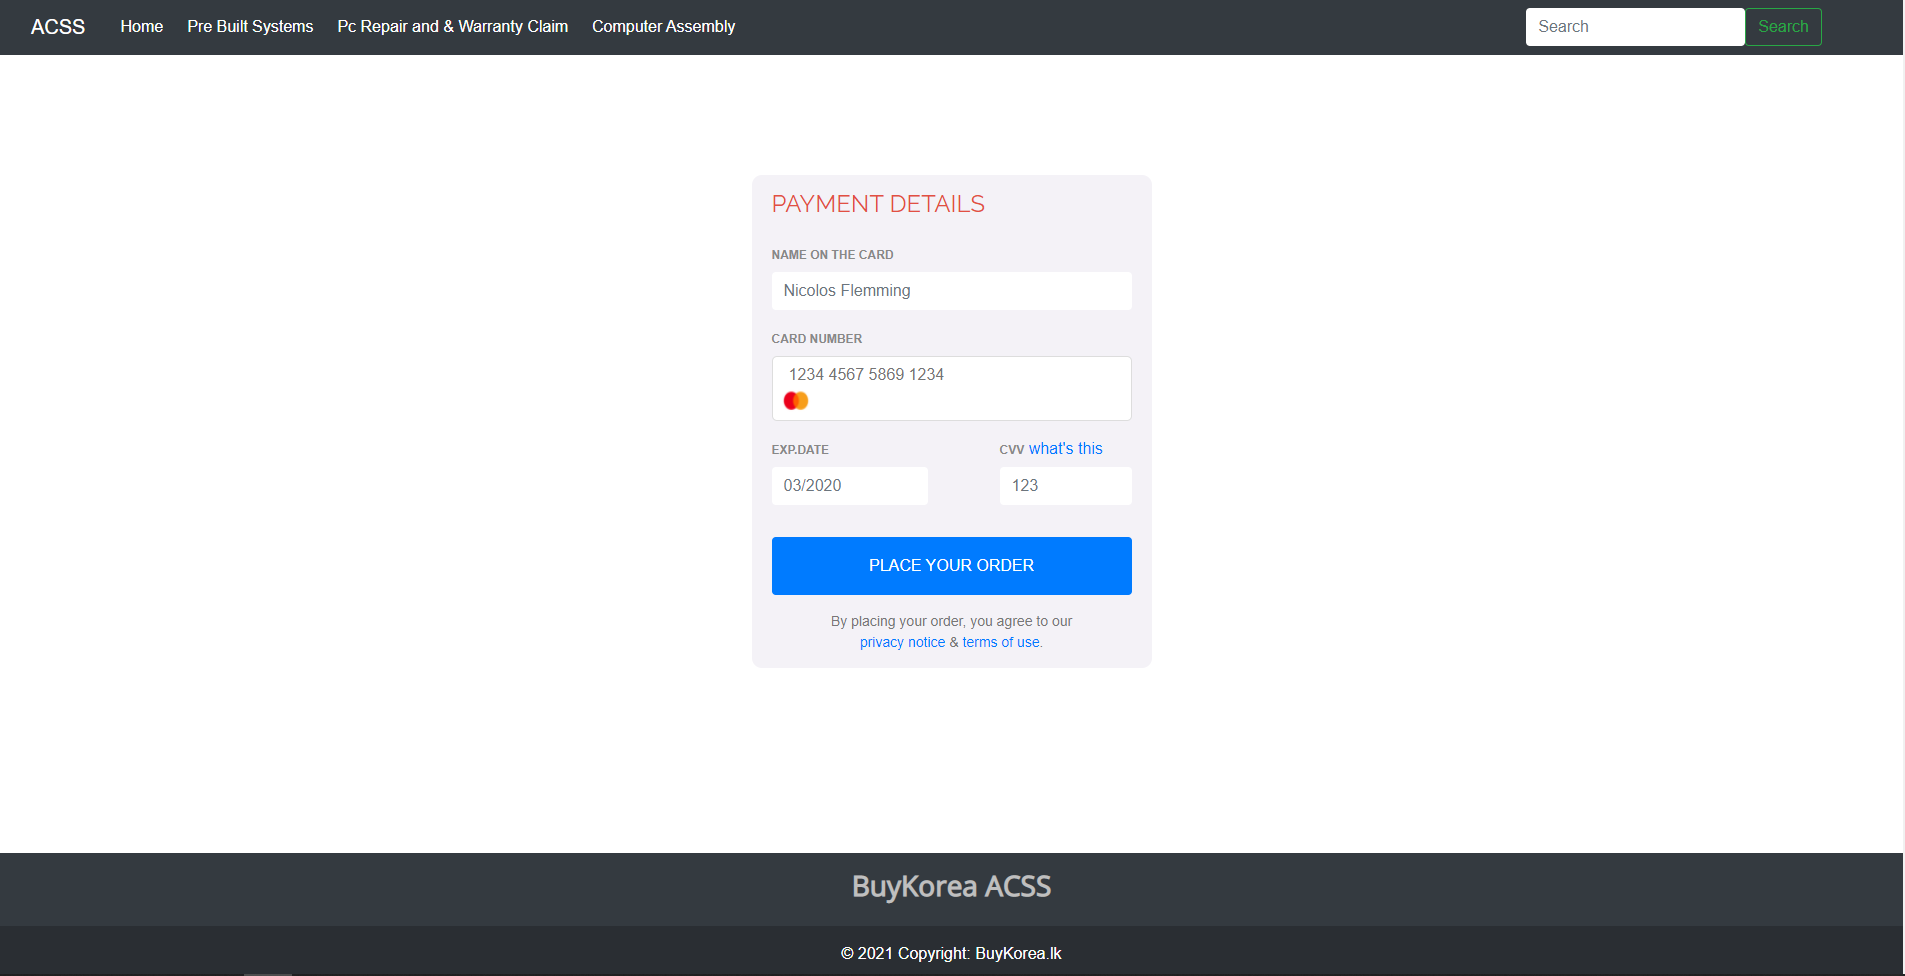 ACSS Home Pre Built Systems Pc Repair and & Warranty Claim Computer Assembly Search Search
PAYMENT DETAILS
NAME ON THE CARD
Nicolos Flemming
CARD NUMBER
1234 4567 5869 1234
EXP.DATE CVV what's this
03/2020 123
PLACE YOUR ORDER
By placing your order, you agree to our
privacy notice & terms of use.
BuyKorea ACSS
© 2021 Copyright: BuyKorea.lk